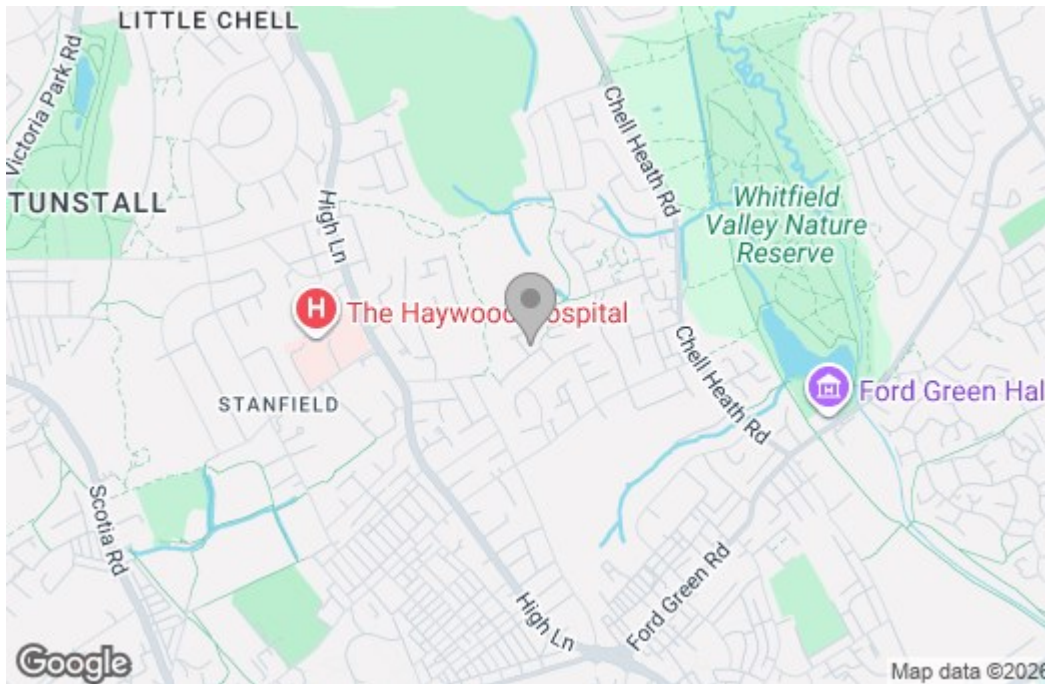 LITTLE CHELL
Victoria Park Rd
TUNSTALL
High Ln
Chell Heath Rd
Whitfield
Valley Nature
Reserve
H
The Haywood Hospital
Chell Heath Rd
Ford Green Hal
STANFIELD
Scotia Rd
High Ln
Ford Green Rd
Google
Map data ©2026